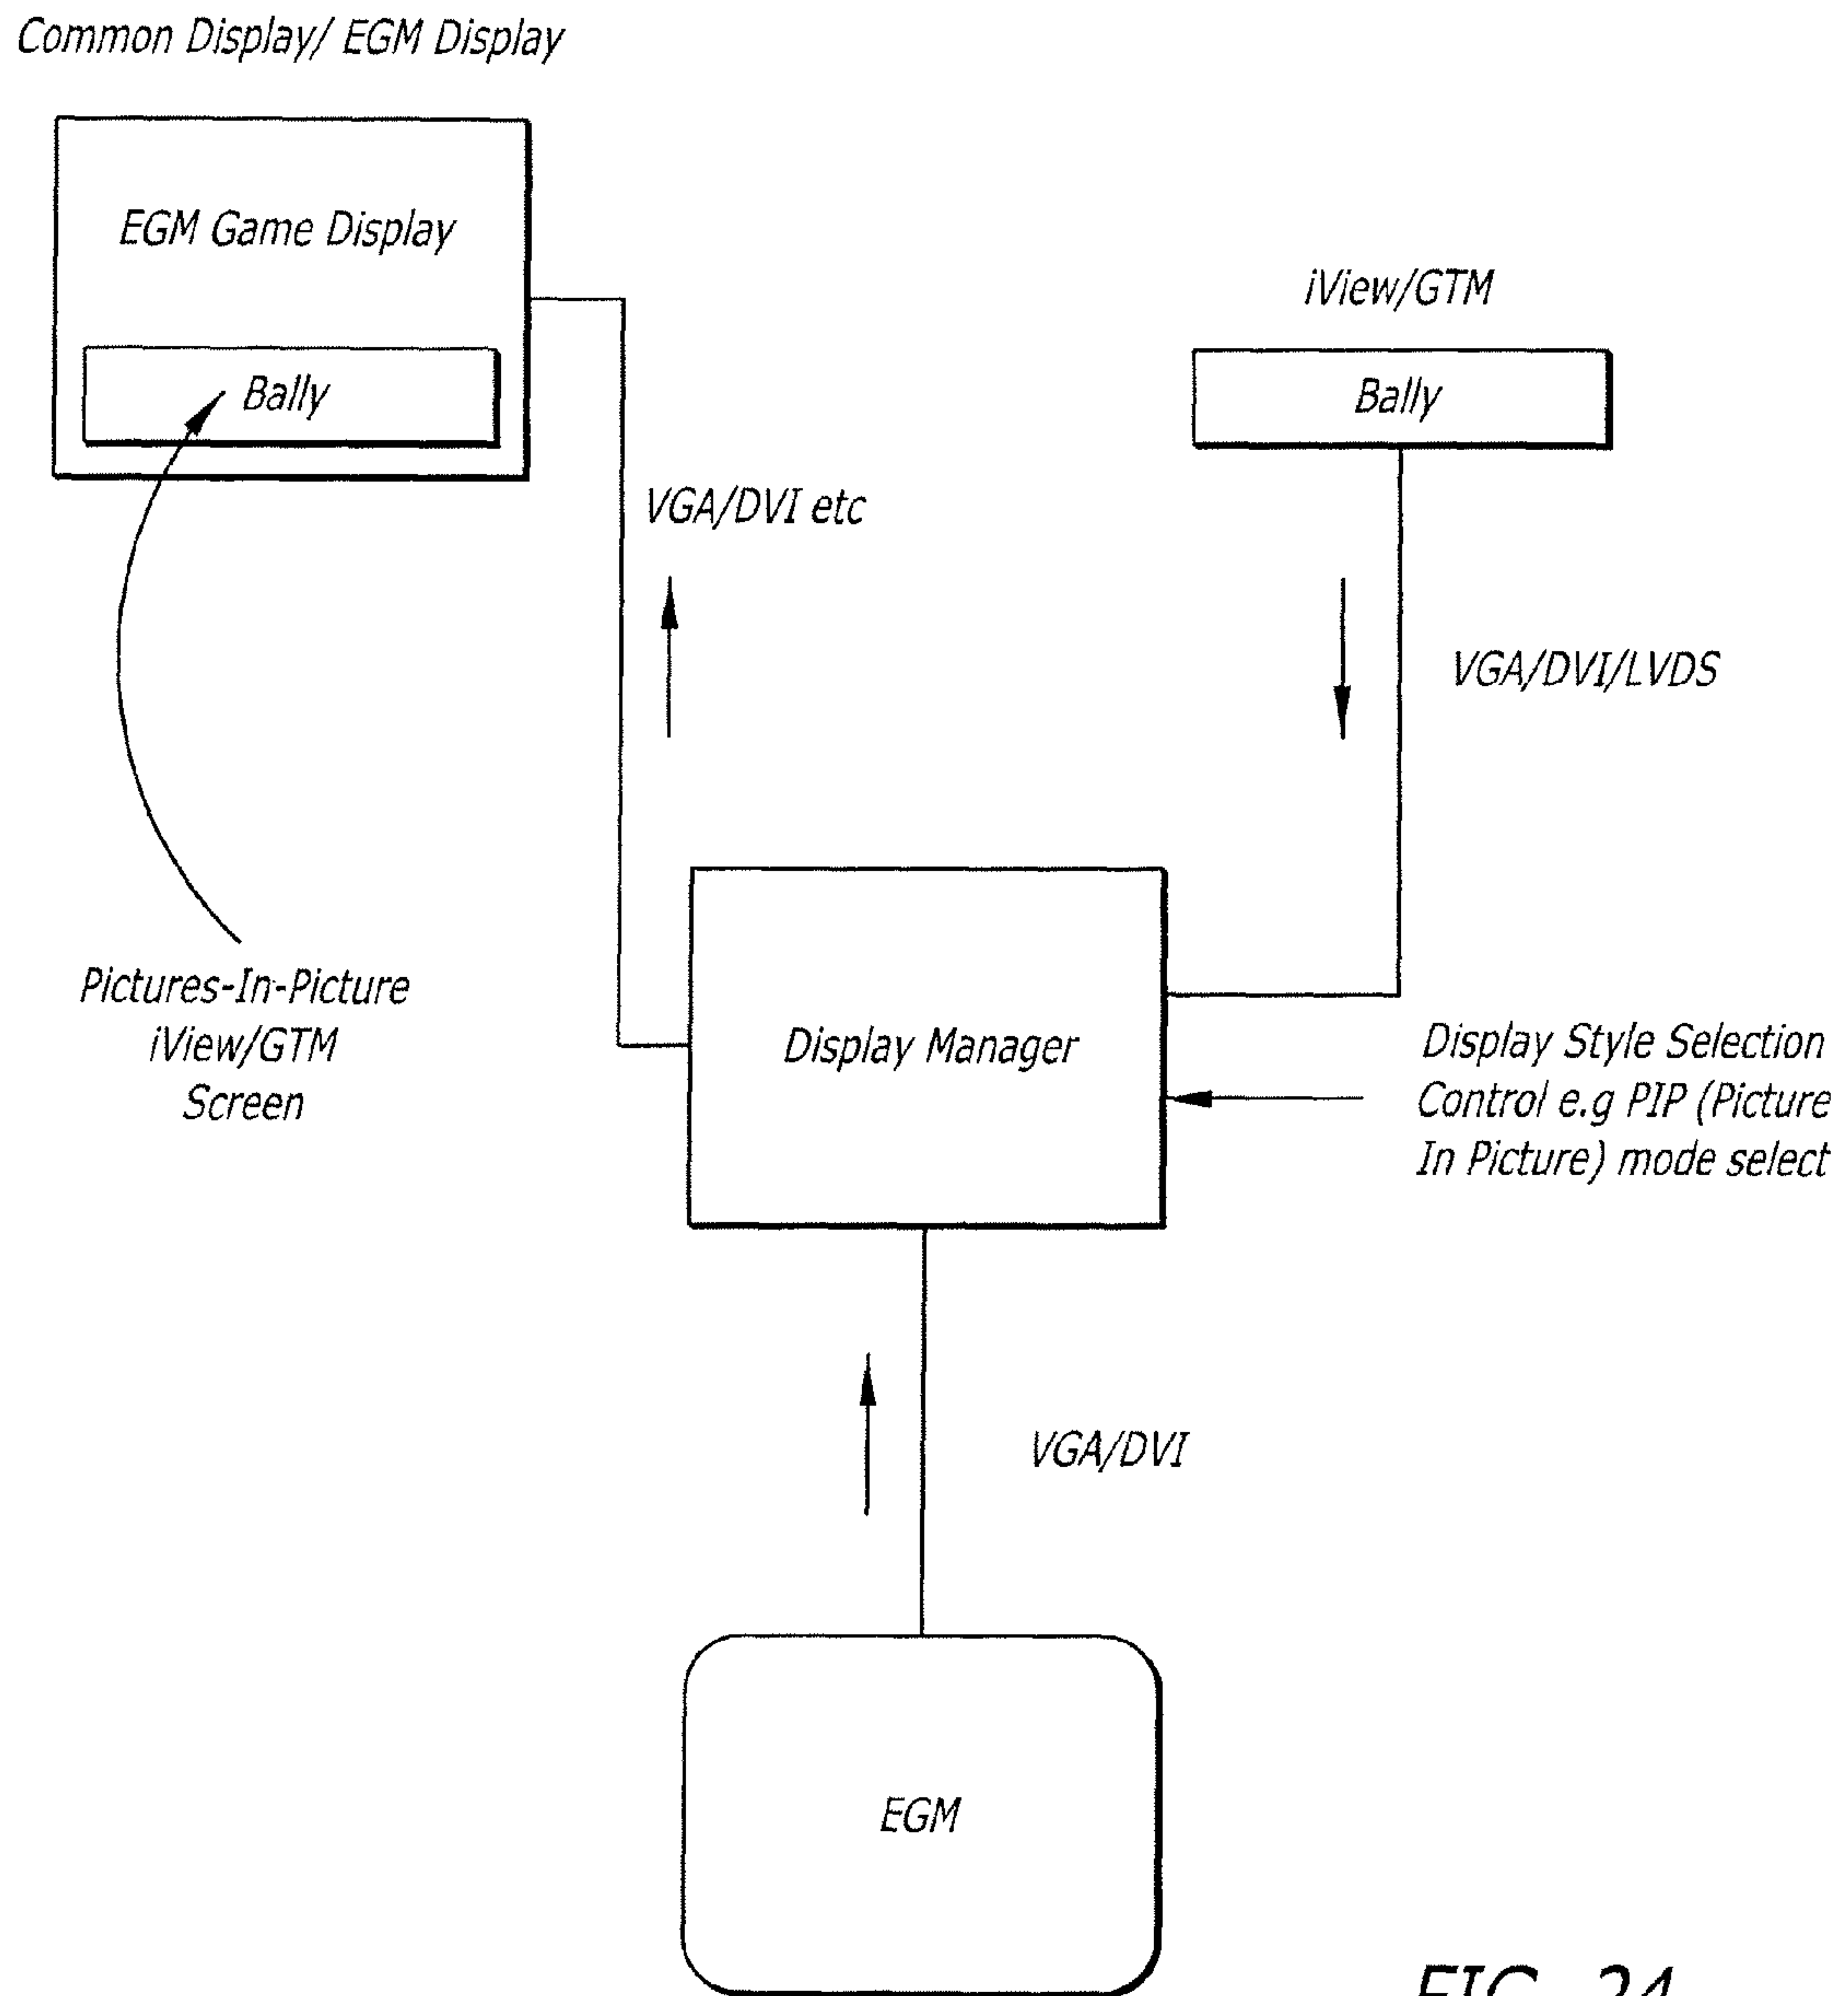 Common Display/ EGM Display
EGM Game Display
Bally
iView/GTM
Bally
VGA/DVI etc
VGA/DVI/LVDS
Pictures-In-Picture
iView/GTM
Screen
Display Manager
Display Style Selection
Control e.g PIP (Picture
In Picture) mode select
VGA/DVI
EGM
FIG. 24